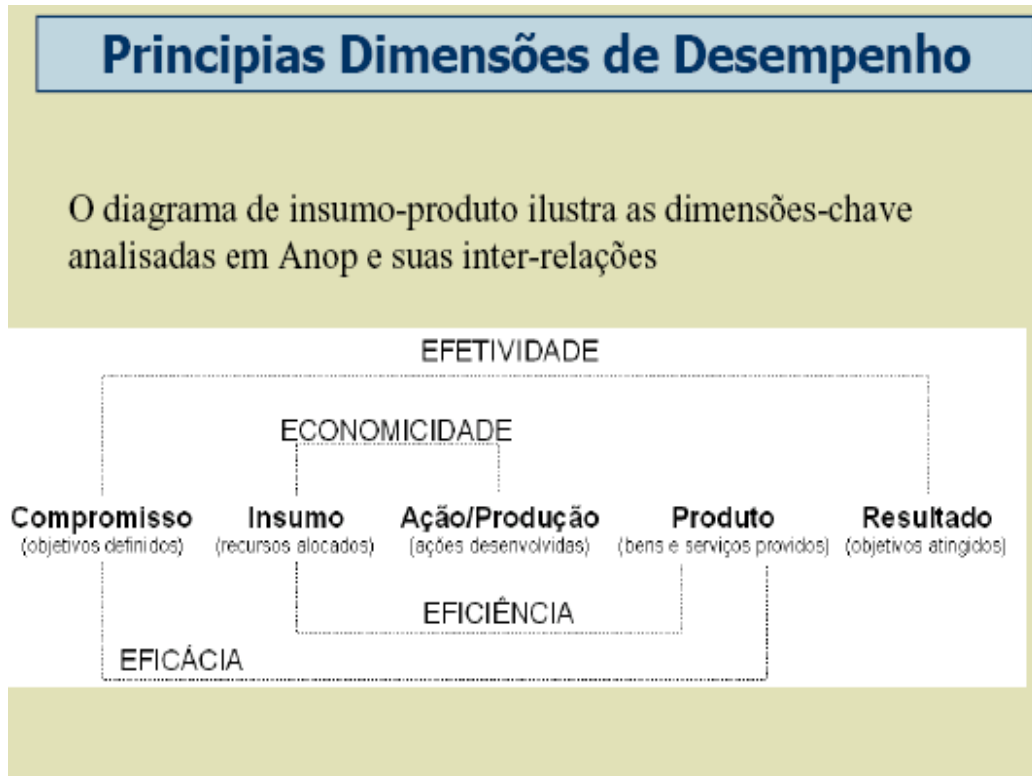 Principias Dimensões de Desempenho
O diagrama de insumo-produto ilustra as dimensões-chave
analisadas em Anop e suas inter-relações
EFETIVIDADE
ECONOMICIDADE
Compromisso Insumo Ação/Produção Produto Resultado
(objetivos definidos) (recursos alocados) (ações desenvolvidas) (bens e serviços providos) (objetivos atingidos)
EFICIÊNCIA
EFICÁCIA